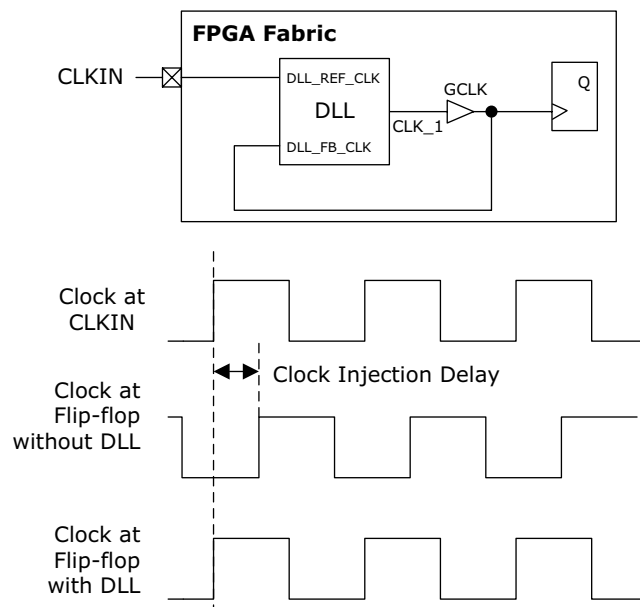 FPGA Fabric
CLKIN
DLL_REF_CLK
DLL
DLL_FB_CLK
CLK_1
GCLK
Q
Clock at
CLKIN
Clock Injection Delay
Clock at
Flip-flop
without DLL
Clock at
Flip-flop
with DLL